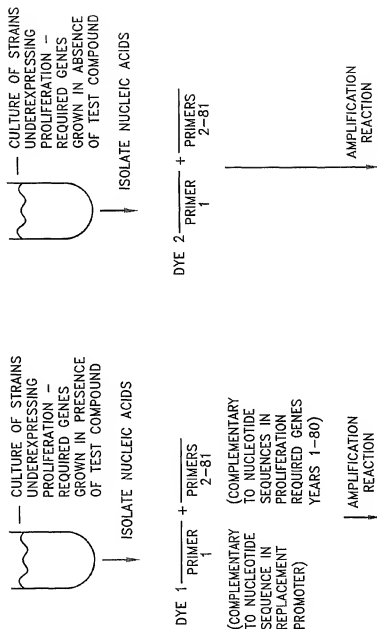 CULTURE OF STRAINS
UNDEREXPRESSING
PROLIFERATION –
REQUIRED GENES
GROWN IN PRESENCE
OF TEST COMPOUND
ISOLATE NUCLEIC ACIDS
DYE 1 PRIMER 1 + PRIMERS 2–81
(COMPLEMENTARY
TO NUCLEOTIDE
SEQUENCE IN
REPLACEMENT
PROMOTER)
(COMPLEMENTARY
TO NUCLEOTIDE
SEQUENCES IN
PROLIFERATION
REQUIRED GENES
YEARS 1–80)
AMPLIFICATION
REACTION
CULTURE OF STRAINS
UNDEREXPRESSING
PROLIFERATION –
REQUIRED GENES
GROWN IN ABSENCE
OF TEST COMPOUND
ISOLATE NUCLEIC ACIDS
DYE 2 PRIMER 1 + PRIMERS 2–81
AMPLIFICATION
REACTION